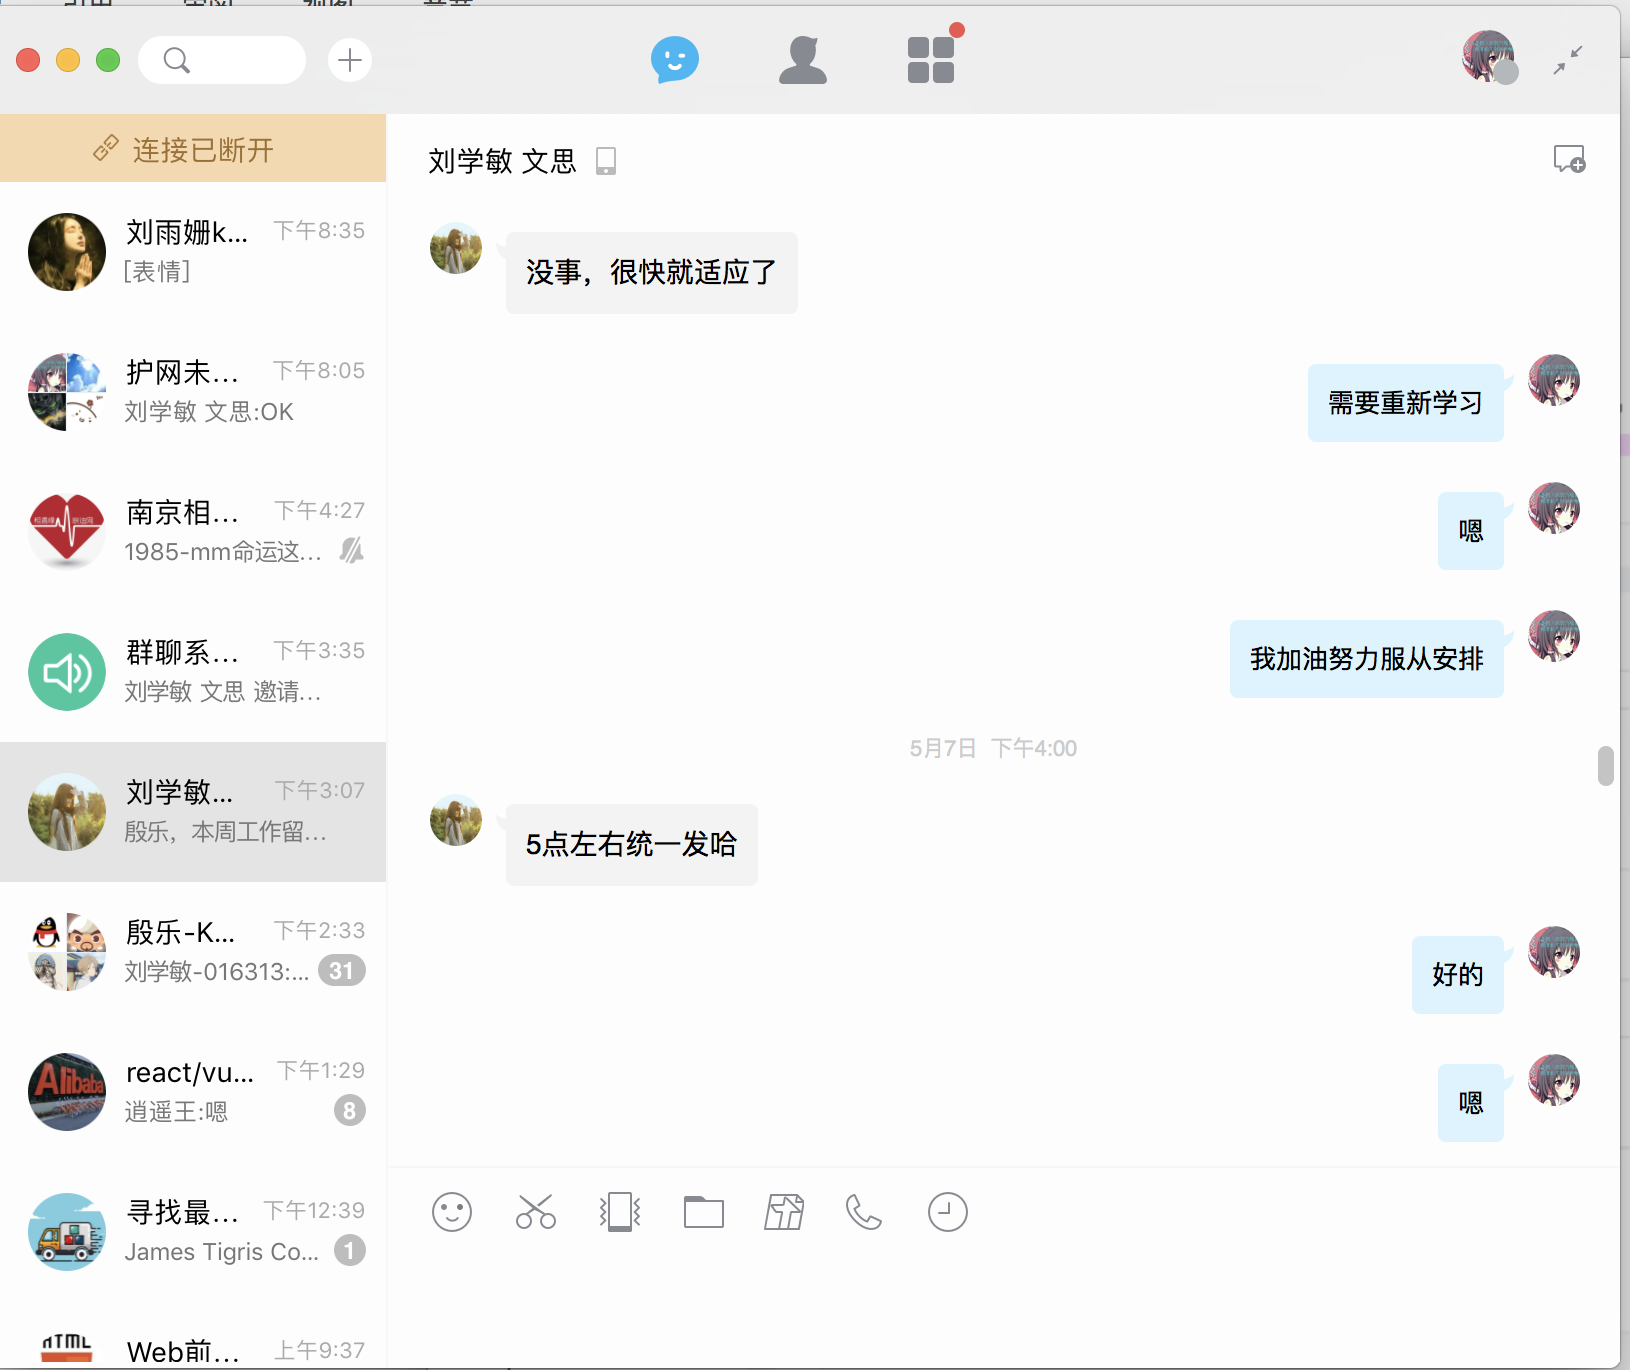 连接已断开
刘雨姗k... 下午8:35
[表情]
护网未... 下午8:05
刘学敏 文思:OK
南京相... 下午4:27
1985-mm命运这...
群聊系... 下午3:35
刘学敏 文思 邀请...
刘学敏... 下午3:07
殷乐，本周工作留...
殷乐-K... 下午2:33
刘学敏-016313:... 31
Alibaba
react/vu... 下午1:29
逍遥王:嗯 8
寻找最... 下午12:39
James Tigris Co... 1
HTML
Web前... 上午9:37
刘学敏 文思
没事，很快就适应了
需要重新学习
嗯
我加油努力服从安排
5月7日 下午4:00
5点左右统一发哈
好的
嗯